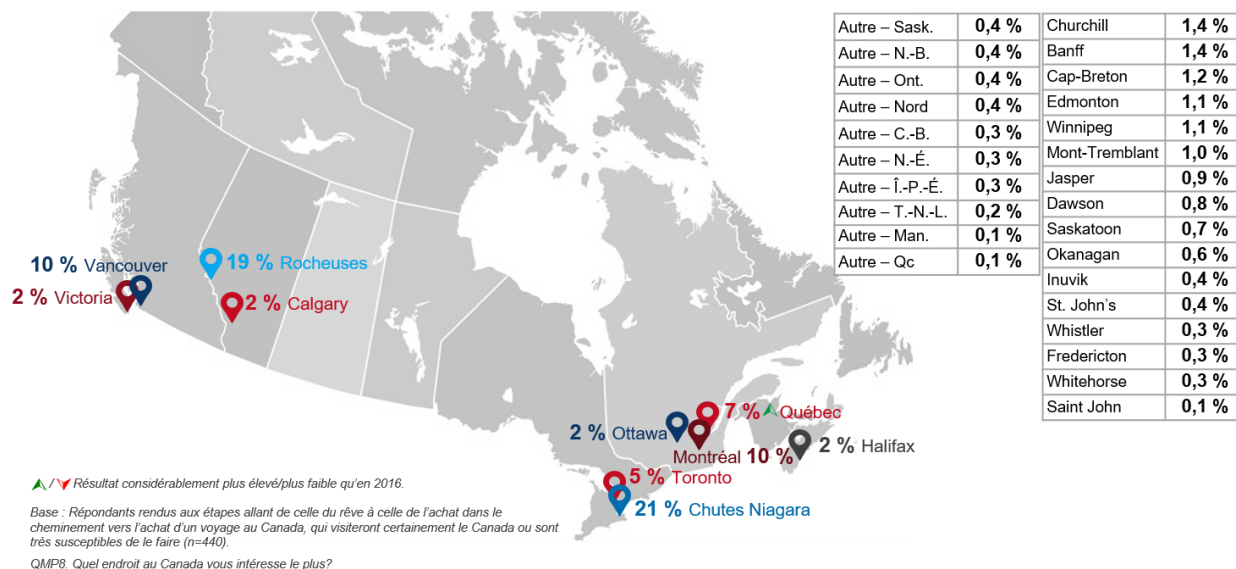 Autre – Sask. 0,4 %
Autre – N.-B. 0,4 %
Autre – Ont. 0,4 %
Autre – Nord 0,4 %
Autre – C.-B. 0,3 %
Autre – N.-É. 0,3 %
Autre – Î.-P.-É. 0,3 %
Autre – T.-N.-L. 0,2 %
Autre – Man. 0,1 %
Autre – Qc 0,1 %
Churchill 1,4 %
Banff 1,4 %
Cap-Breton 1,2 %
Edmonton 1,1 %
Winnipeg 1,1 %
Mont-Tremblant 1,0 %
Jasper 0,9 %
Dawson 0,8 %
Saskatoon 0,7 %
Okanagan 0,6 %
Inuvik 0,4 %
St. John's 0,4 %
Whistler 0,3 %
Fredericton 0,3 %
Whitehorse 0,3 %
Saint John 0,1 %
10 % Vancouver
19 % Rocheuses
2 % Victoria
2 % Calgary
7 % Québec
2 % Ottawa
Montréal 10 %
2 % Halifax
5 % Toronto
21 % Chutes Niagara
/ Résultat considérablement plus élevé/plus faible qu'en 2016.
Base : Répondants rendus aux étapes allant de celle du rêve à celle de l'achat dans le
cheminement vers l'achat d'un voyage au Canada, qui visiteront certainement le Canada ou sont
très susceptibles de le faire (n=440).
QMP8. Quel endroit au Canada vous intéresse le plus?